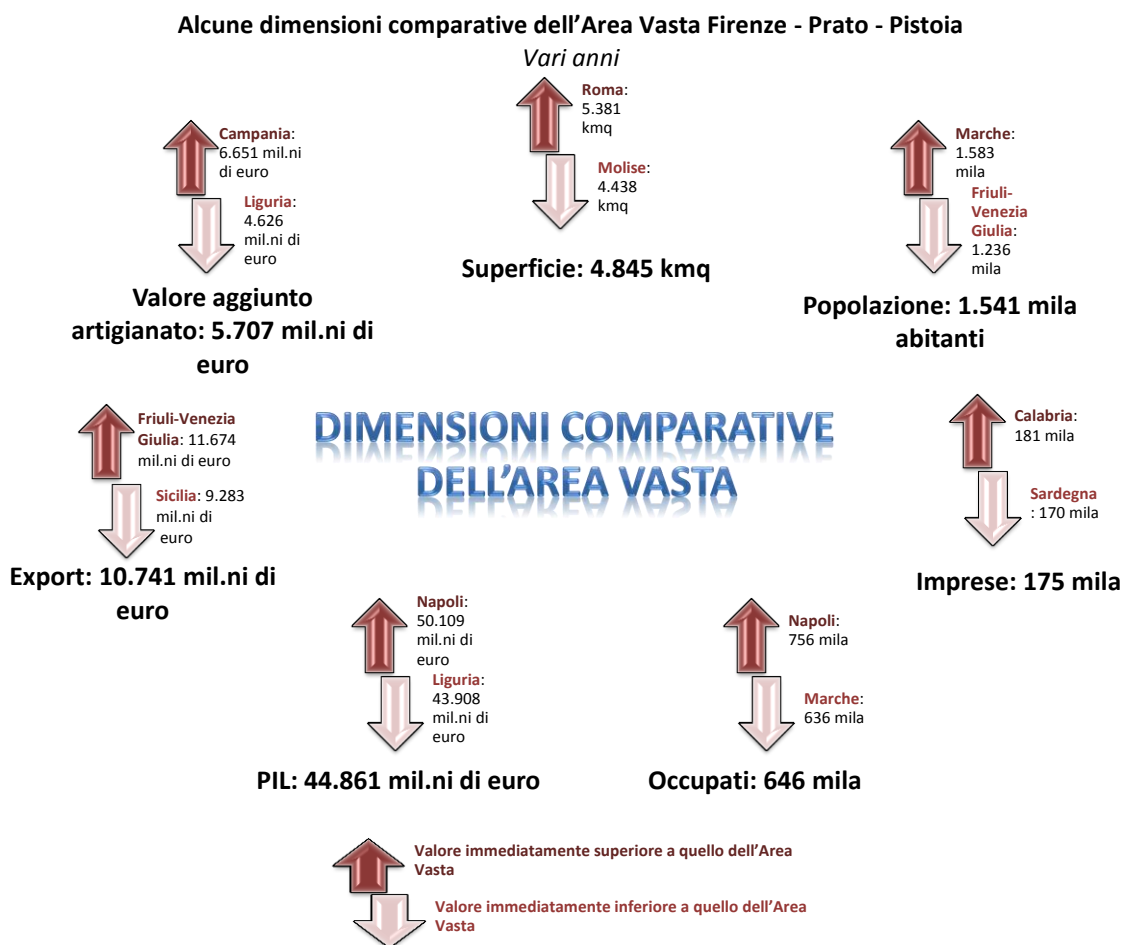 Alcune dimensioni comparative dell'Area Vasta Firenze - Prato - Pistoia
Vari anni
Campania:
6.651 mil.ni
di euro
Liguria:
4.626
mil.ni di
euro
Valore aggiunto
artigianato: 5.707 mil.ni di
euro
Roma:
5.381
kmq
Molise:
4.438
kmq
Superficie: 4.845 kmq
Marche:
1.583
mila
Friuli-
Venezia
Giulia:
1.236
mila
Popolazione: 1.541 mila
abitanti
Friuli-Venezia
Giulia: 11.674
mil.ni di euro
Sicilia: 9.283
mil.ni di
euro
Export: 10.741 mil.ni di
euro
DIMENSIONI COMPARATIVE
DELL'AREA VASTA
Calabria:
181 mila
Sardegna
: 170 mila
Imprese: 175 mila
Napoli:
50.109
mil.ni di
euro
Liguria:
43.908
mil.ni di
euro
PIL: 44.861 mil.ni di euro
Napoli:
756 mila
Marche:
636 mila
Occupati: 646 mila
Valore immediatamente superiore a quello dell'Area
Vasta
Valore immediatamente inferiore a quello dell'Area
Vasta